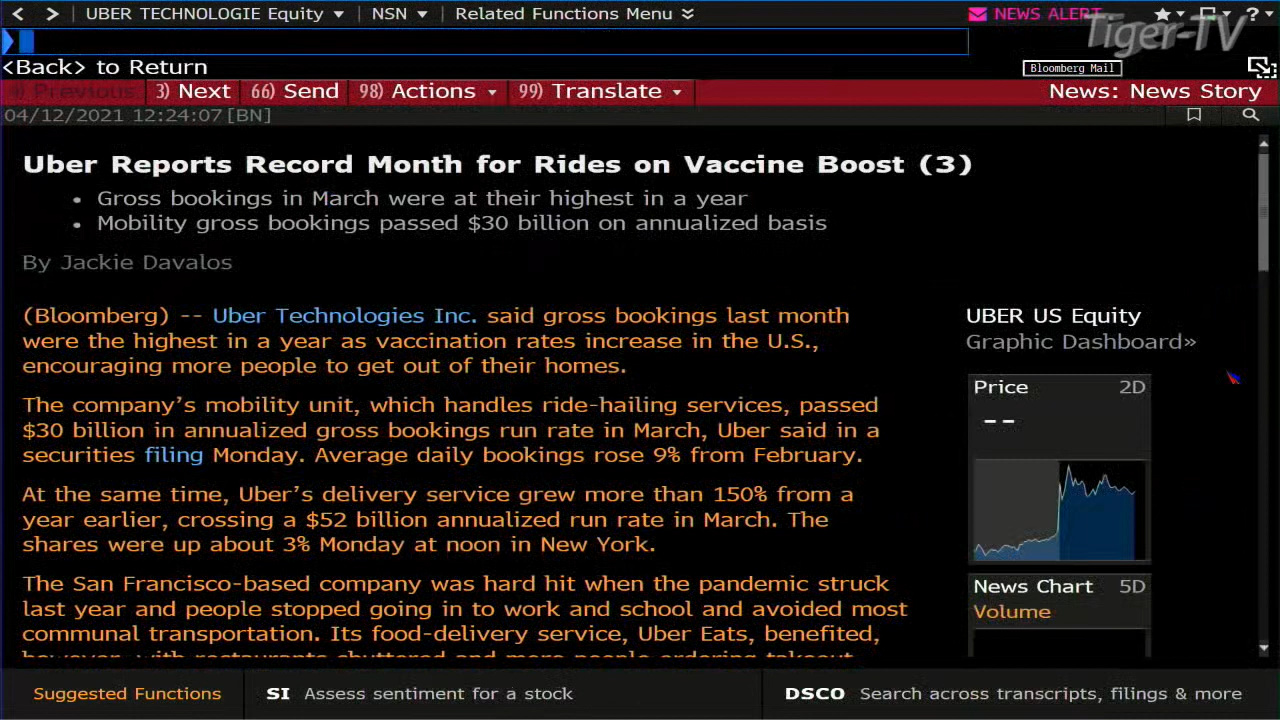 < > UBER TECHNOLOGIE Equity NSN Related Functions Menu NEWS ALERT ?
Tiger-TV
<Back> to Return Bloomberg Mail
Previous 3) Next 66) Send 98) Actions 99) Translate News: News Story
04/12/2021 12:24:07 [BN]
Uber Reports Record Month for Rides on Vaccine Boost (3)
• Gross bookings in March were at their highest in a year
• Mobility gross bookings passed $30 billion on annualized basis
By Jackie Davalos
(Bloomberg) -- Uber Technologies Inc. said gross bookings last month
were the highest in a year as vaccination rates increase in the U.S.,
encouraging more people to get out of their homes.
The company's mobility unit, which handles ride-hailing services, passed
$30 billion in annualized gross bookings run rate in March, Uber said in a
securities filing Monday. Average daily bookings rose 9% from February.
At the same time, Uber's delivery service grew more than 150% from a
year earlier, crossing a $52 billion annualized run rate in March. The
shares were up about 3% Monday at noon in New York.
The San Francisco-based company was hard hit when the pandemic struck
last year and people stopped going in to work and school and avoided most
communal transportation. Its food-delivery service, Uber Eats, benefited,
however, with restaurants shuttered and more people ordering takeout
UBER US Equity
Graphic Dashboard»
Price 2D
--
News Chart 5D
Volume
Suggested Functions SI Assess sentiment for a stock DSCO Search across transcripts, filings & more